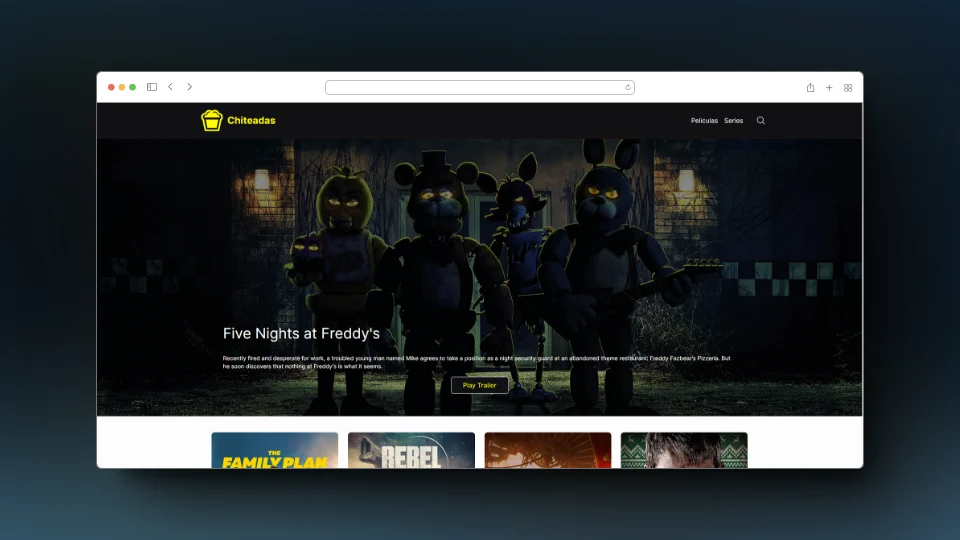 Chiteadas
Películas Series
Five Nights at Freddy's
Recently fired and desperate for work, a troubled young man named Mike agrees to take a position as a night security guard at an abandoned theme restaurant: Freddy Fazbear's Pizzeria. But
he soon discovers that nothing at Freddy's is what it seems.
Play Trailer
THE
FAMILY PLAN
REBEL